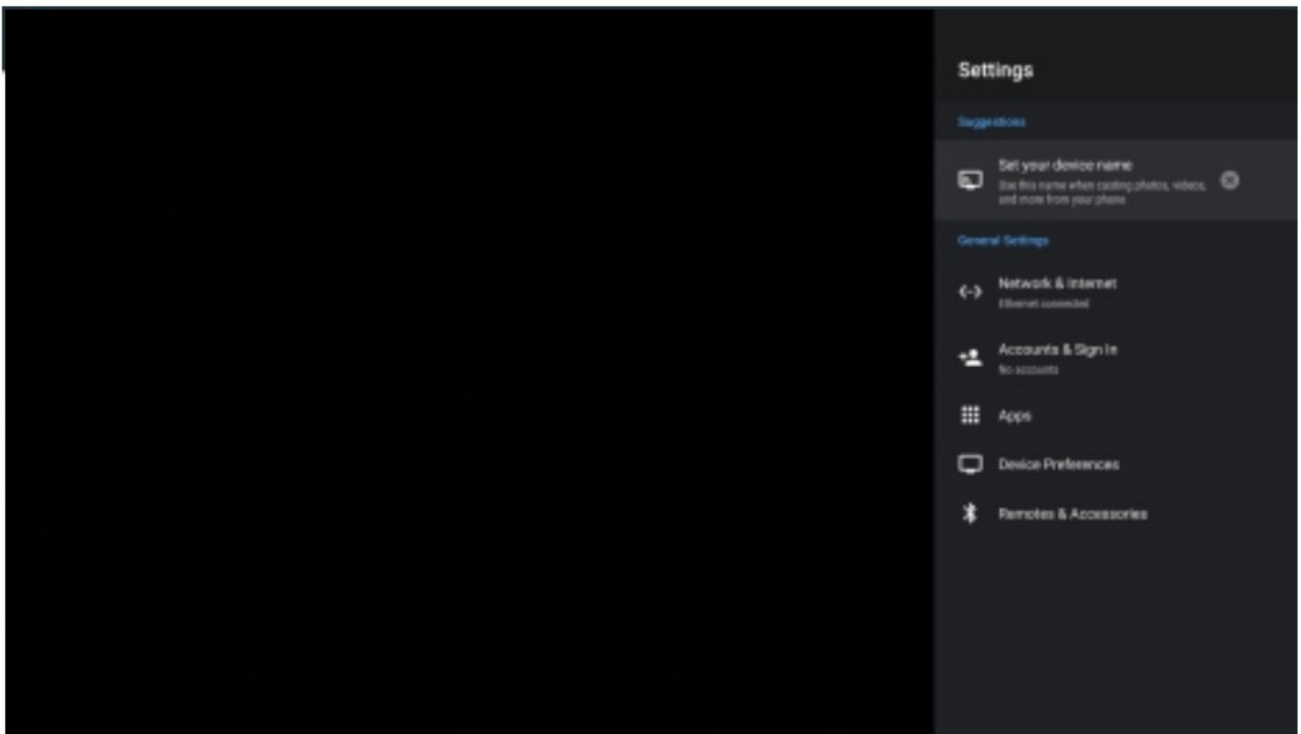 Settings
Suggestions
Set your device name
Use this name when casting photos, videos,
and more from your phone
General Settings
Network & Internet
Ethernet connected
Accounts & Sign In
No accounts
Apps
Device Preferences
Remotes & Accessories